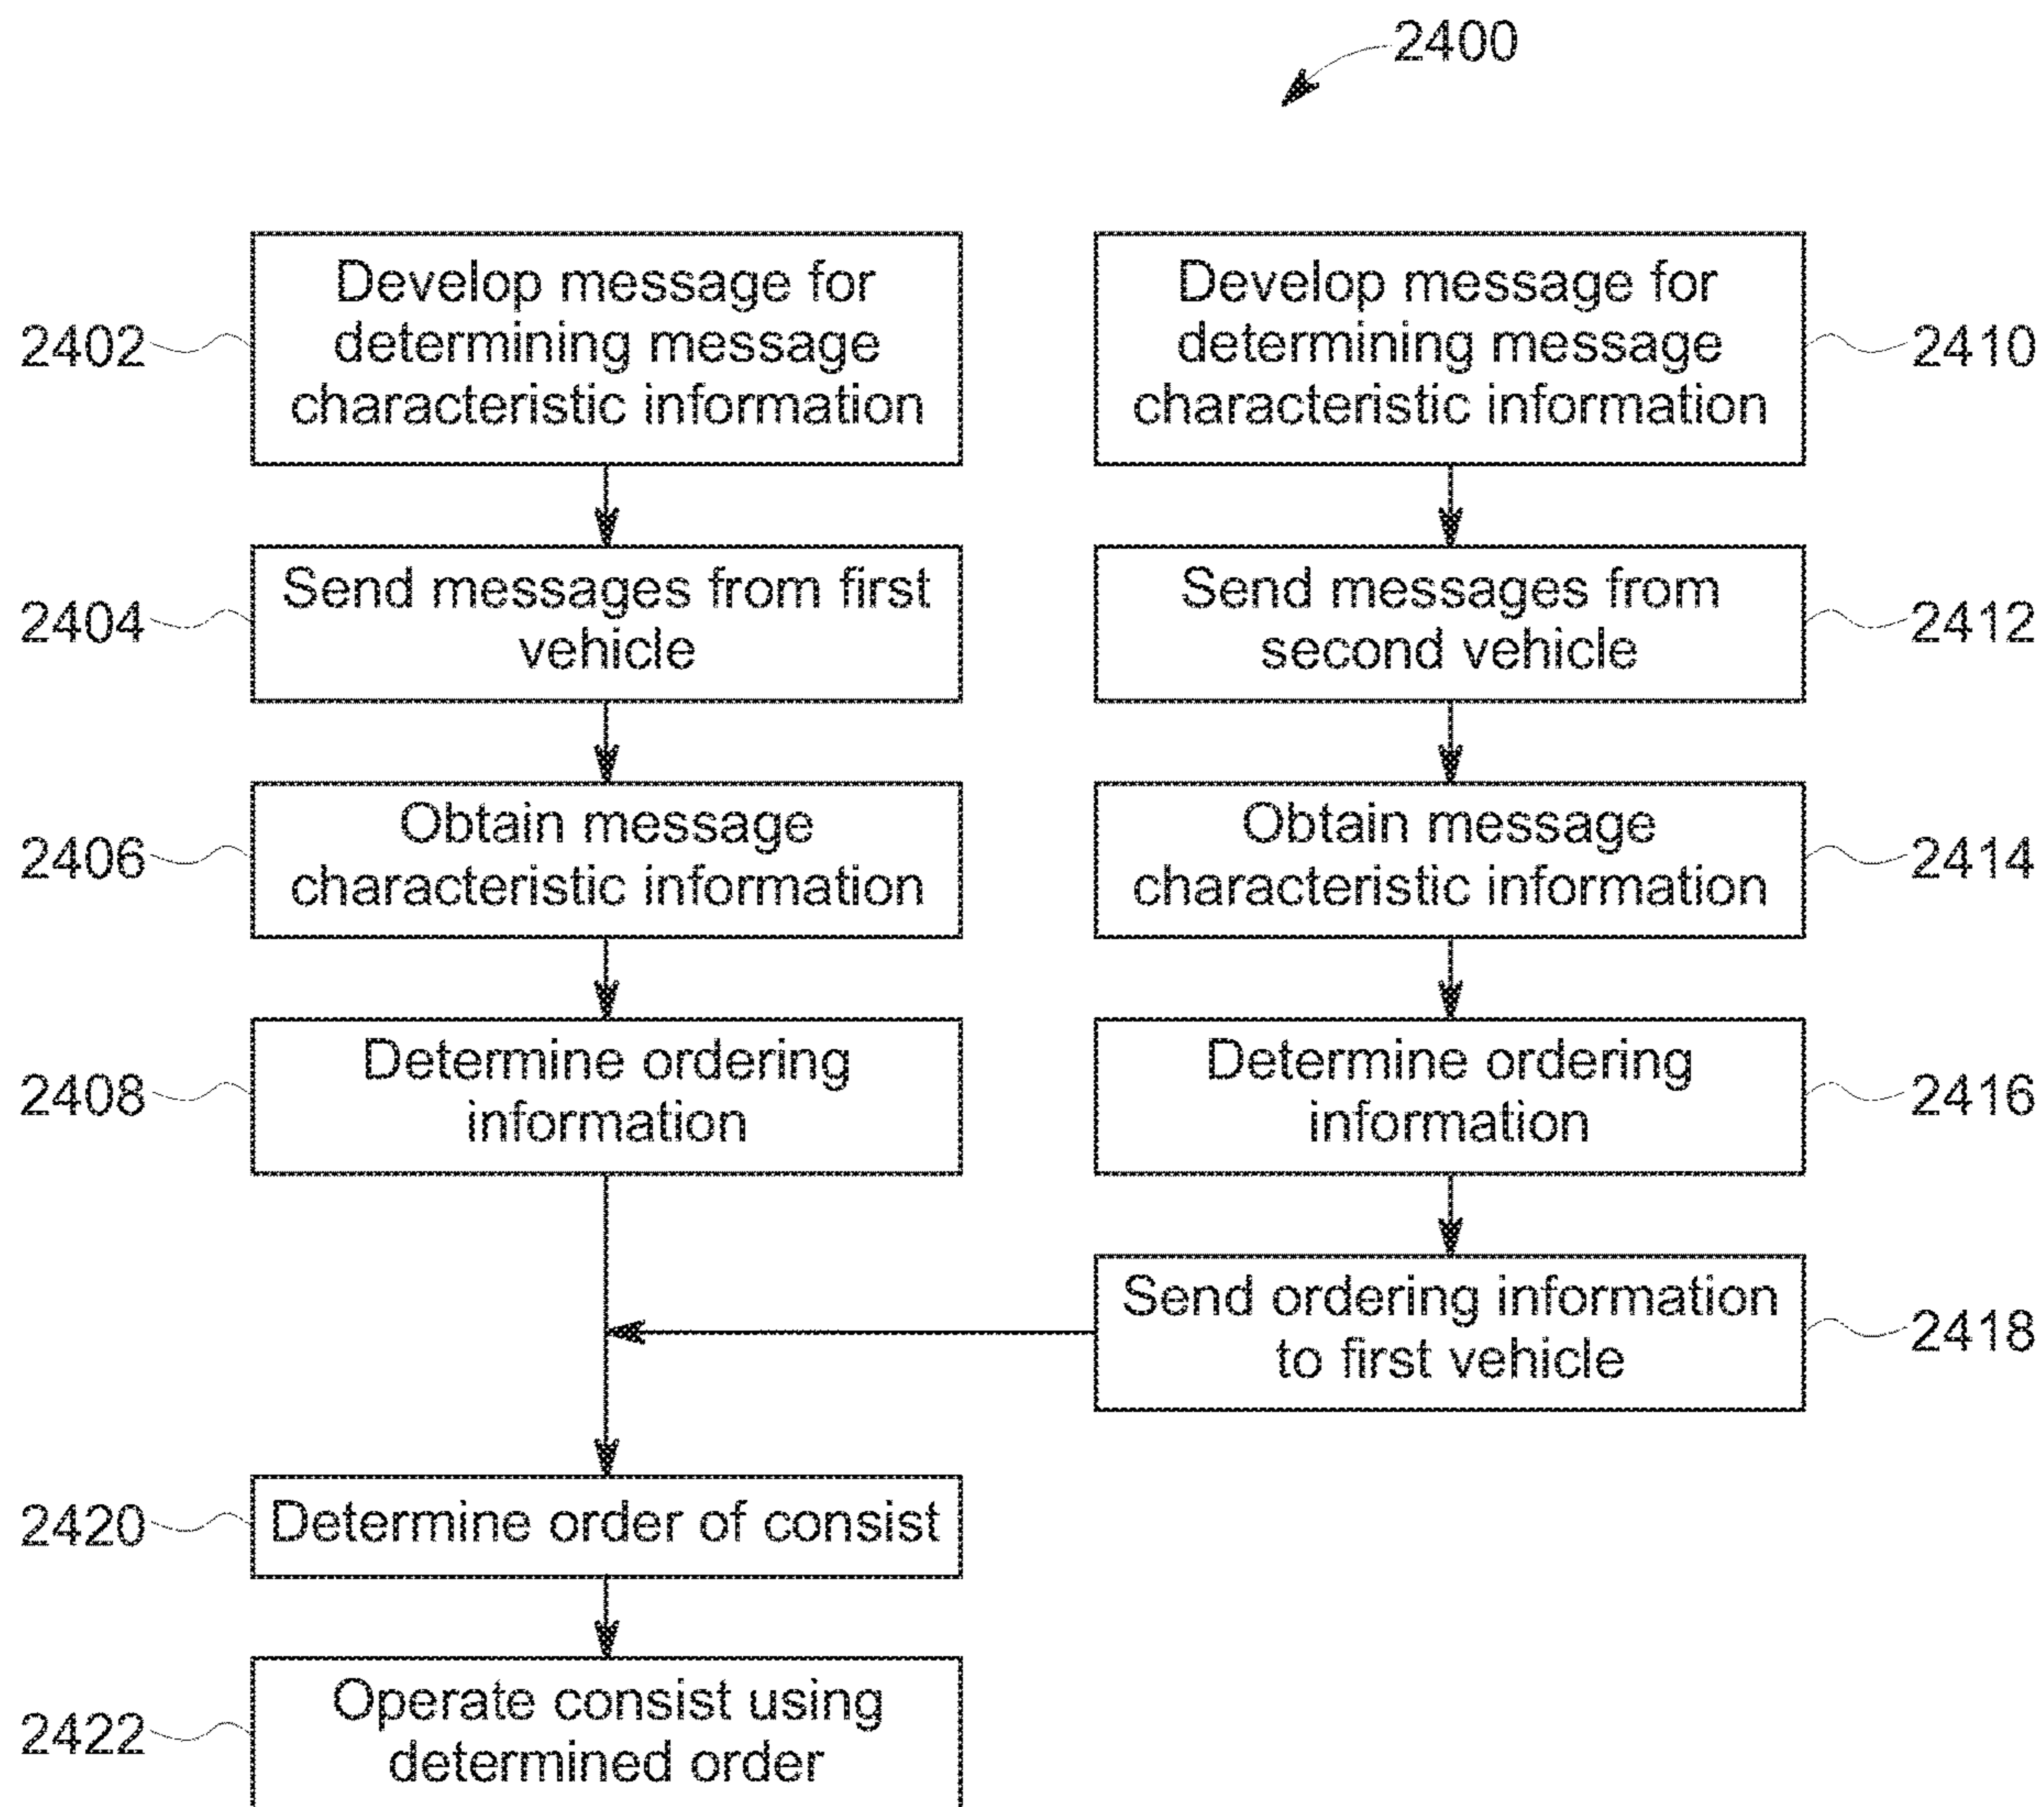 2400
2402
Develop message for
determining message
characteristic information
2404
Send messages from first
vehicle
2406
Obtain message
characteristic information
2408
Determine ordering
information
Develop message for
determining message
characteristic information
2410
Send messages from
second vehicle
2412
Obtain message
characteristic information
2414
Determine ordering
information
2416
Send ordering information
to first vehicle
2418
2420
Determine order of consist
2422
Operate consist using
determined order